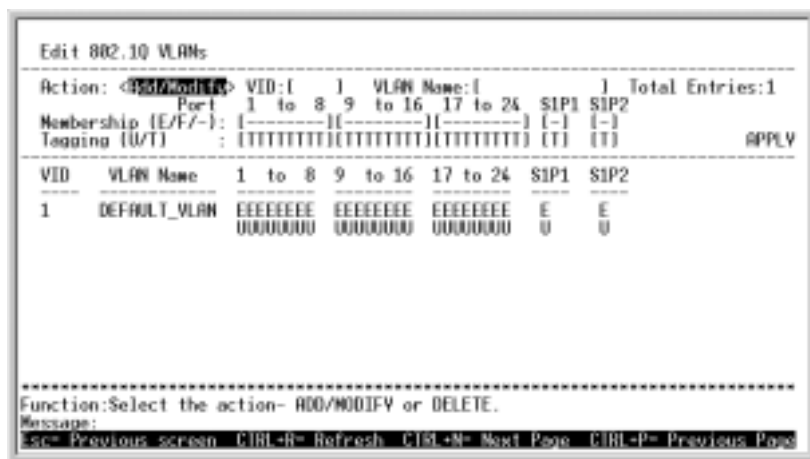 Edit 802.1Q VLANs
Action: <Add/Modify> VID:[    ] VLAN Name:[            ] Total Entries:1
Port 1 to 8 9 to 16 17 to 24 S1P1 S1P2
Membership (E/F/-): [--------][--------][--------] [-] [-]
Tagging (U/T) : [TTTTTTTT][TTTTTTTT][TTTTTTTT] [T] [T] APPLY
VID VLAN Name 1 to 8 9 to 16 17 to 24 S1P1 S1P2
1 DEFAULT_VLAN EEEEEEEE EEEEEEEE EEEEEEEE E E
UUUUUUUU UUUUUUUU UUUUUUUU U U
Function:Select the action- ADD/MODIFY or DELETE.
Message:
Esc= Previous screen CTRL+R= Refresh CTRL+N= Next Page CTRL+P= Previous Page